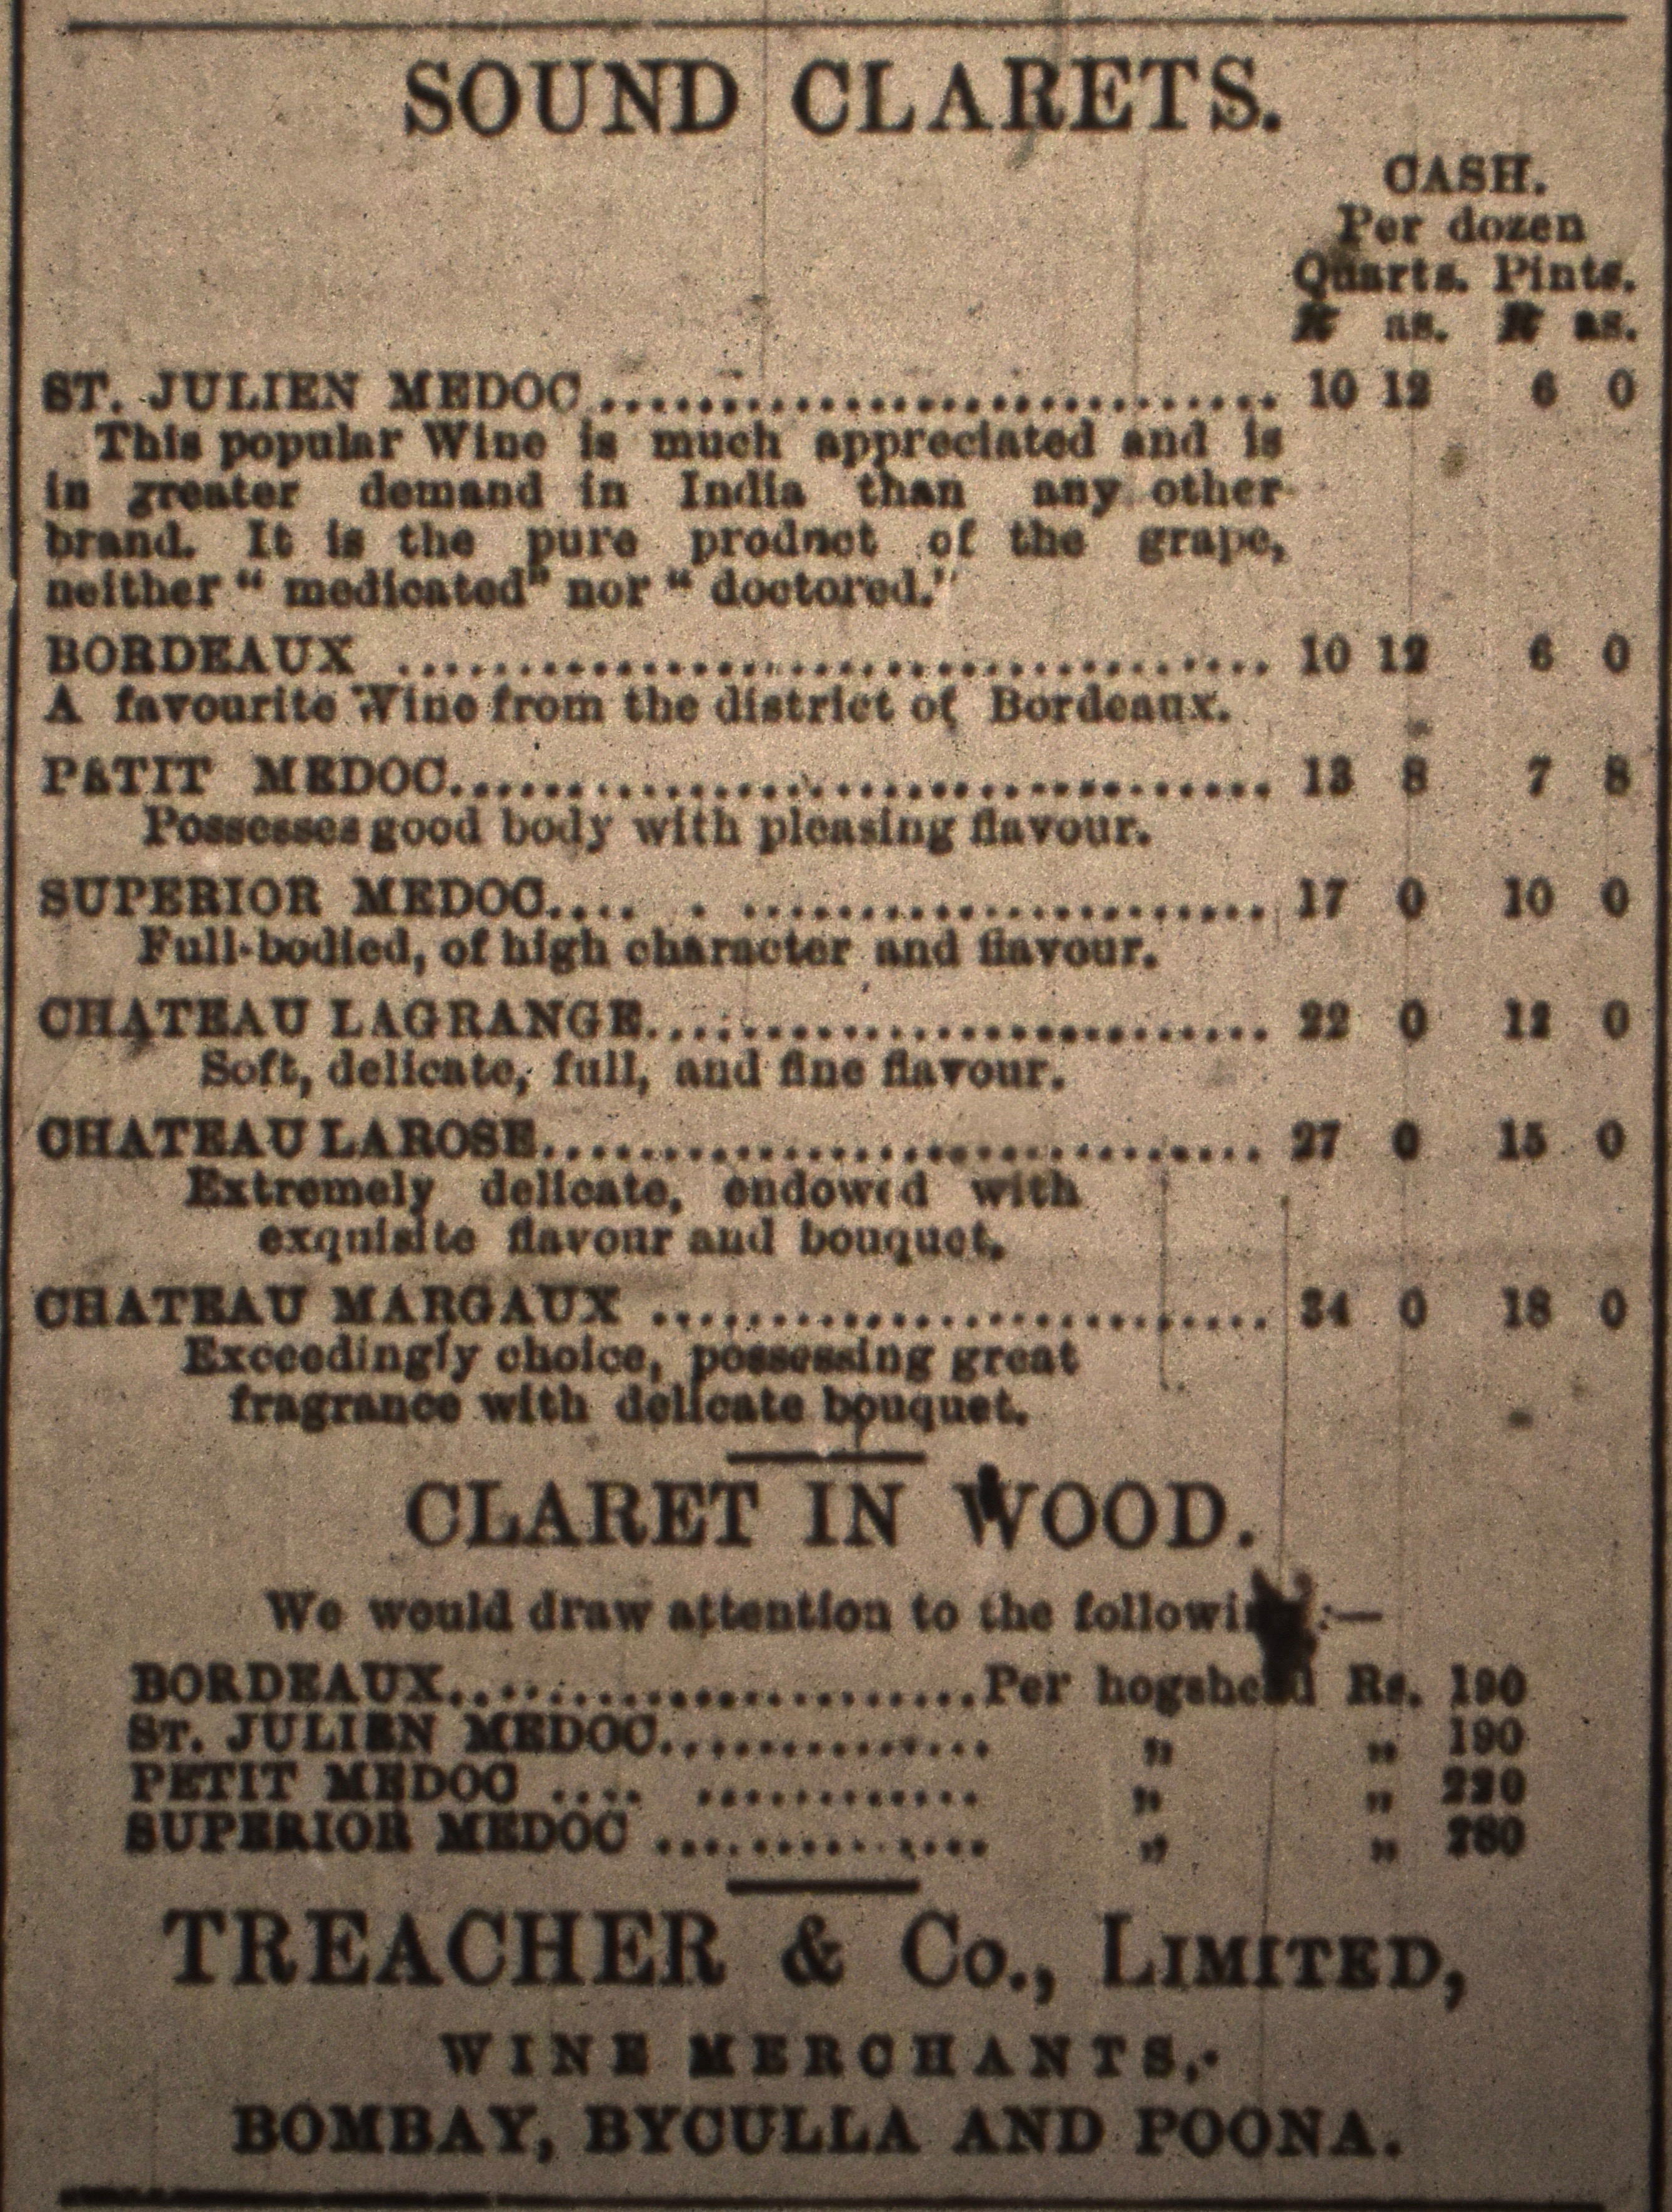 SOUND CLARETS.
CASH.
Per dozen
Quarts. Pints.
R as. R as.
ST. JULIEN MEDOC .............................. 10 12 6 0
This popular Wine is much appreciated and is
in greater demand in India than any other
brand. It is the pure product of the grape,
neither “ medicated” nor “ doctored.”
BORDEAUX .................................... 10 12 6 0
A favourite Wine from the district of Bordeaux.
PETIT MEDOC.................................. 13 8 7 8
Possesses good body with pleasing flavour.
SUPERIOR MEDOC.... . ...................... 17 0 10 0
Full-bodied, of high character and flavour.
CHATEAU LAGRANGE.......................... 22 0 12 0
Soft, delicate, full, and fine flavour.
CHATEAU LAROSE.............................. 27 0 15 0
Extremely delicate, endowed with
exquisite flavour and bouquet.
CHATEAU MARGAUX .......................... 34 0 18 0
Exceedingly choice, possessing great
fragrance with delicate bouquet.
CLARET IN WOOD.
We would draw attention to the following:—
BORDEAUX......................Per hogshead Rs. 190
ST. JULIEN MEDOC.............. „ „ 190
PETIT MEDOC .... ............ „ „ 220
SUPERIOR MEDOC .............. „ „ 280
TREACHER & Co., LIMITED,
WINE MERCHANTS,
BOMBAY, BYCULLA AND POONA.